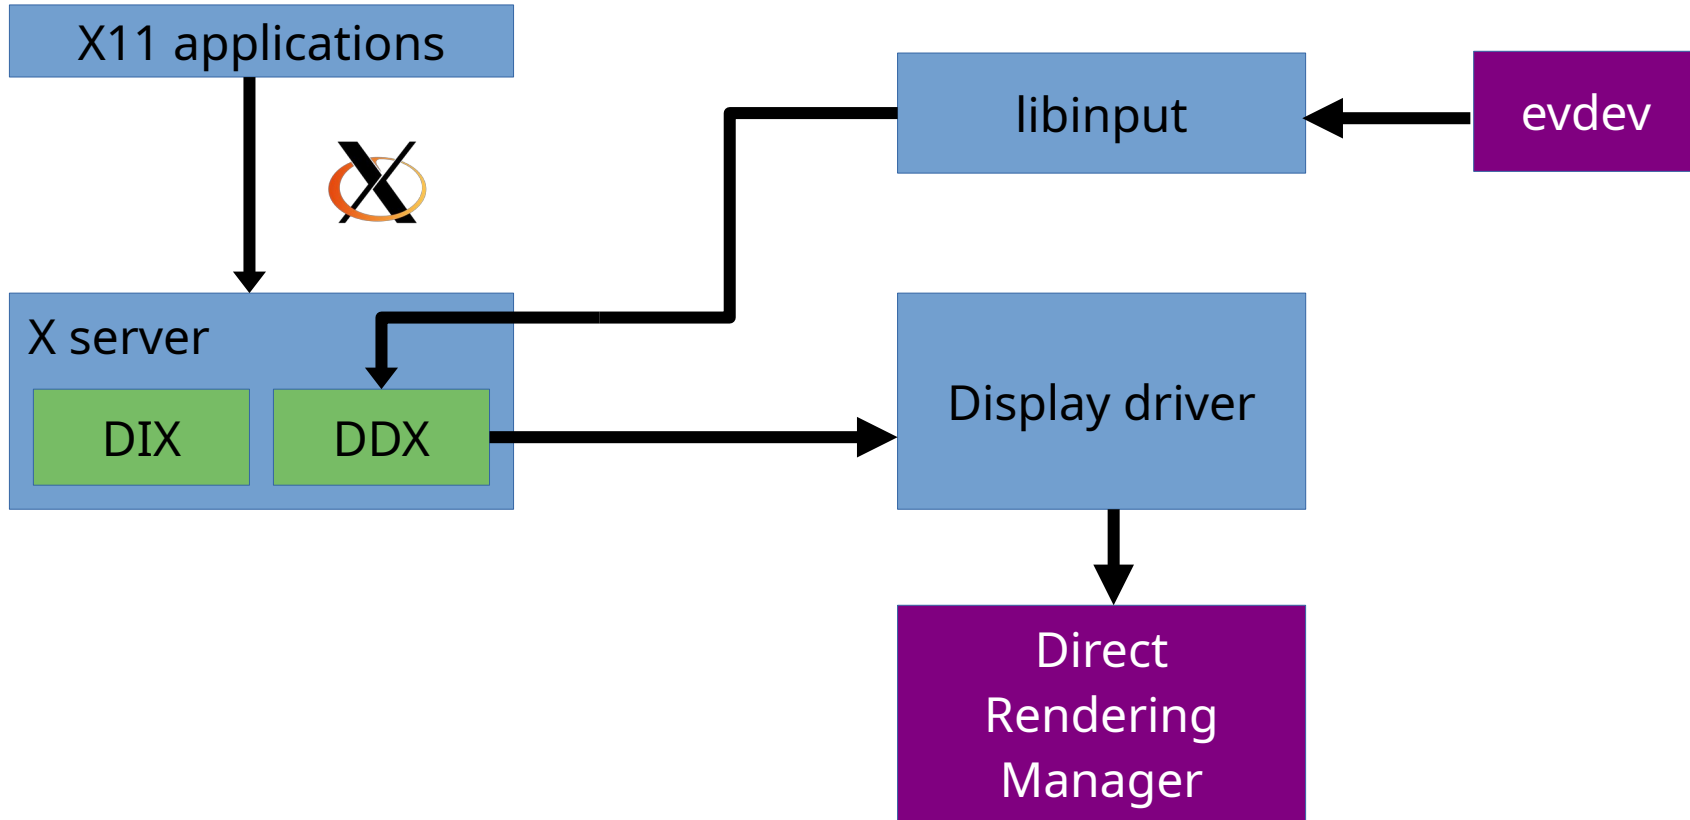 X11 applications
libinput
evdev
X server
DIX
DDX
Display driver
Direct
Rendering
Manager